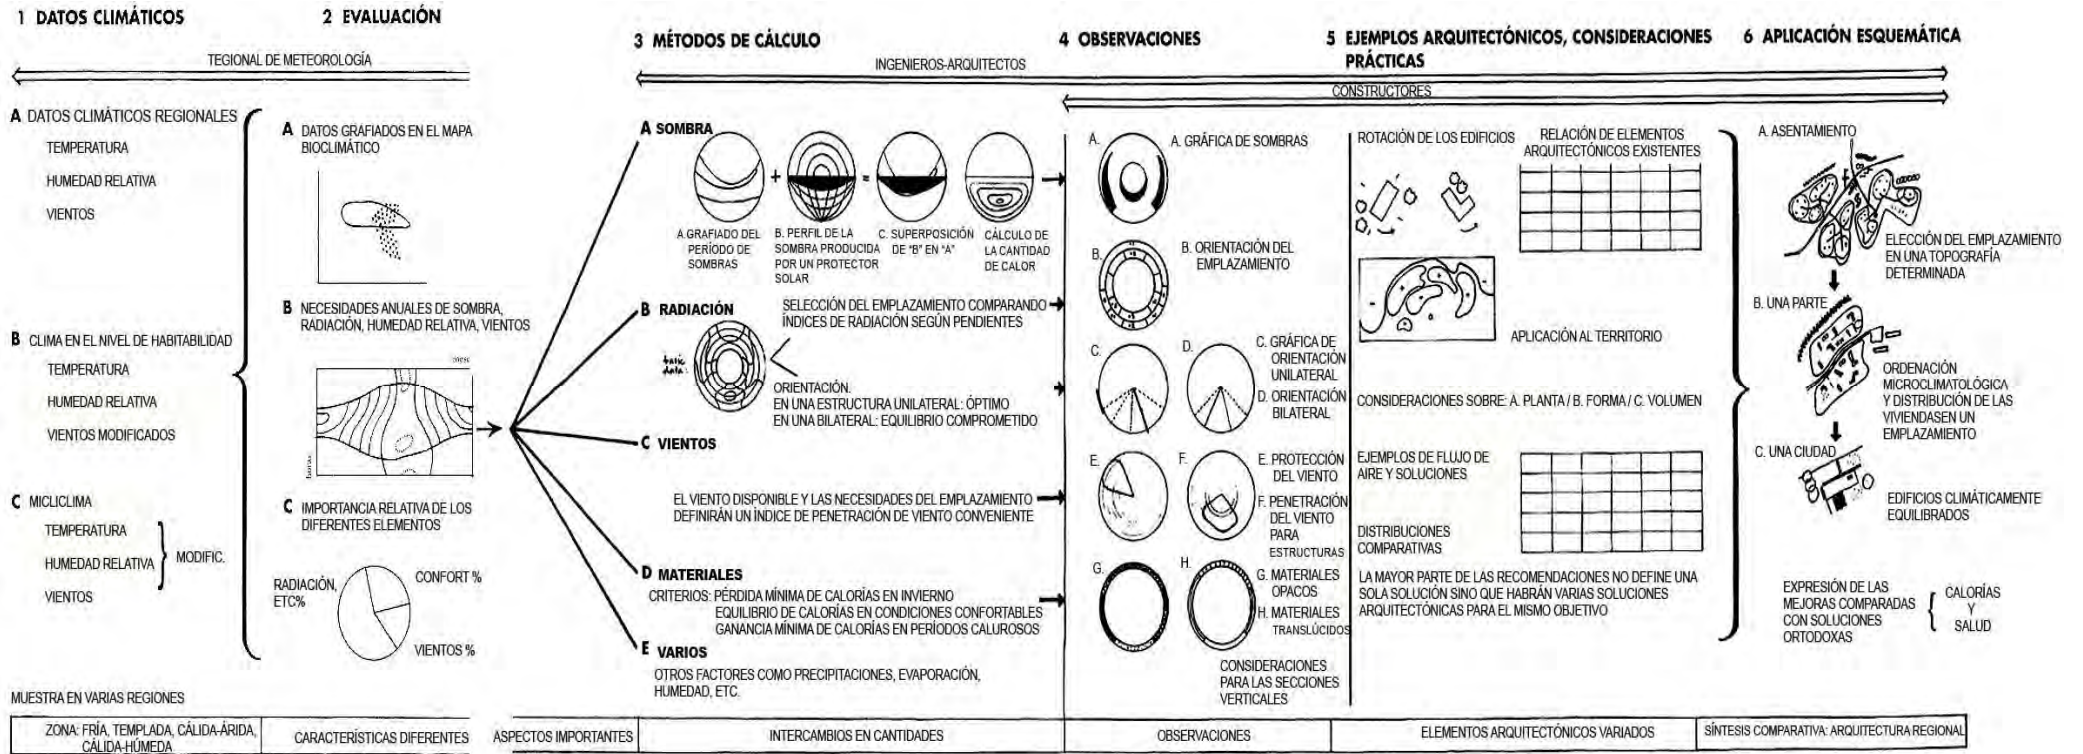 1 DATOS CLIMÁTICOS
2 EVALUACIÓN
TEGIONAL DE METEOROLOGÍA
3 MÉTODOS DE CÁLCULO
4 OBSERVACIONES
5 EJEMPLOS ARQUITECTÓNICOS, CONSIDERACIONES
PRÁCTICAS
6 APLICACIÓN ESQUEMÁTICA
INGENIEROS-ARQUITECTOS
CONSTRUCTORES
A DATOS CLIMÁTICOS REGIONALES
TEMPERATURA
HUMEDAD RELATIVA
VIENTOS
B CLIMA EN EL NIVEL DE HABITABILIDAD
TEMPERATURA
HUMEDAD RELATIVA
VIENTOS MODIFICADOS
C MICLICLIMA
TEMPERATURA
HUMEDAD RELATIVA
VIENTOS
MODIFIC.
A DATOS GRAFIADOS EN EL MAPA
BIOCLIMÁTICO
B NECESIDADES ANUALES DE SOMBRA,
RADIACIÓN, HUMEDAD RELATIVA, VIENTOS
C IMPORTANCIA RELATIVA DE LOS
DIFERENTES ELEMENTOS
RADIACIÓN,
ETC%
CONFORT %
VIENTOS %
A SOMBRA
+
=
A.GRAFIADO DEL
PERÍODO DE
SOMBRAS
B. PERFIL DE LA
SOMBRA PRODUCIDA
POR UN PROTECTOR
SOLAR
C. SUPERPOSICIÓN
DE "B" EN "A"
CÁLCULO DE
LA CANTIDAD
DE CALOR
B RADIACIÓN
SELECCIÓN DEL EMPLAZAMIENTO COMPARANDO
ÍNDICES DE RADIACIÓN SEGÚN PENDIENTES
ORIENTACIÓN.
EN UNA ESTRUCTURA UNILATERAL: ÓPTIMO
EN UNA BILATERAL: EQUILIBRIO COMPROMETIDO
C VIENTOS
EL VIENTO DISPONIBLE Y LAS NECESIDADES DEL EMPLAZAMIENTO
DEFINIRÁN UN ÍNDICE DE PENETRACIÓN DE VIENTO CONVENIENTE
D MATERIALES
CRITERIOS: PÉRDIDA MÍNIMA DE CALORÍAS EN INVIERNO
EQUILIBRIO DE CALORÍAS EN CONDICIONES CONFORTABLES
GANANCIA MÍNIMA DE CALORÍAS EN PERÍODOS CALUROSOS
E VARIOS
OTROS FACTORES COMO PRECIPITACIONES, EVAPORACIÓN,
HUMEDAD, ETC.
A.
A. GRÁFICA DE SOMBRAS
B.
B. ORIENTACIÓN DEL
EMPLAZAMIENTO
C.
D.
C. GRÁFICA DE
ORIENTACIÓN
UNILATERAL
D. ORIENTACIÓN
BILATERAL
E.
F.
E. PROTECCIÓN
DEL VIENTO
F. PENETRACIÓN
DEL VIENTO
PARA
ESTRUCTURAS
G.
H.
G. MATERIALES
OPACOS
H. MATERIALES
TRANSLÚCIDOS
CONSIDERACIONES
PARA LAS SECCIONES
VERTICALES
ROTACIÓN DE LOS EDIFICIOS
RELACIÓN DE ELEMENTOS
ARQUITECTÓNICOS EXISTENTES
APLICACIÓN AL TERRITORIO
CONSIDERACIONES SOBRE: A. PLANTA / B. FORMA / C. VOLUMEN
EJEMPLOS DE FLUJO DE
AIRE Y SOLUCIONES
DISTRIBUCIONES
COMPARATIVAS
LA MAYOR PARTE DE LAS RECOMENDACIONES NO DEFINE UNA
SOLA SOLUCIÓN SINO QUE HABRÁN VARIAS SOLUCIONES
ARQUITECTÓNICAS PARA EL MISMO OBJETIVO
A. ASENTAMIENTO
ELECCIÓN DEL EMPLAZAMIENTO
EN UNA TOPOGRAFÍA
DETERMINADA
B. UNA PARTE
ORDENACIÓN
MICROCLIMATOLÓGICA
Y DISTRIBUCIÓN DE LAS
VIVIENDASEN UN
EMPLAZAMIENTO
C. UNA CIUDAD
EDIFICIOS CLIMÁTICAMENTE
EQUILIBRADOS
EXPRESIÓN DE LAS
MEJORAS COMPARADAS
CON SOLUCIONES
ORTODOXAS
CALORÍAS
Y
SALUD
MUESTRA EN VARIAS REGIONES
ZONA: FRÍA, TEMPLADA, CÁLIDA-ÁRIDA,
CÁLIDA-HÚMEDA
CARACTERÍSTICAS DIFERENTES
ASPECTOS IMPORTANTES
INTERCAMBIOS EN CANTIDADES
OBSERVACIONES
ELEMENTOS ARQUITECTÓNICOS VARIADOS
SÍNTESIS COMPARATIVA: ARQUITECTURA REGIONAL